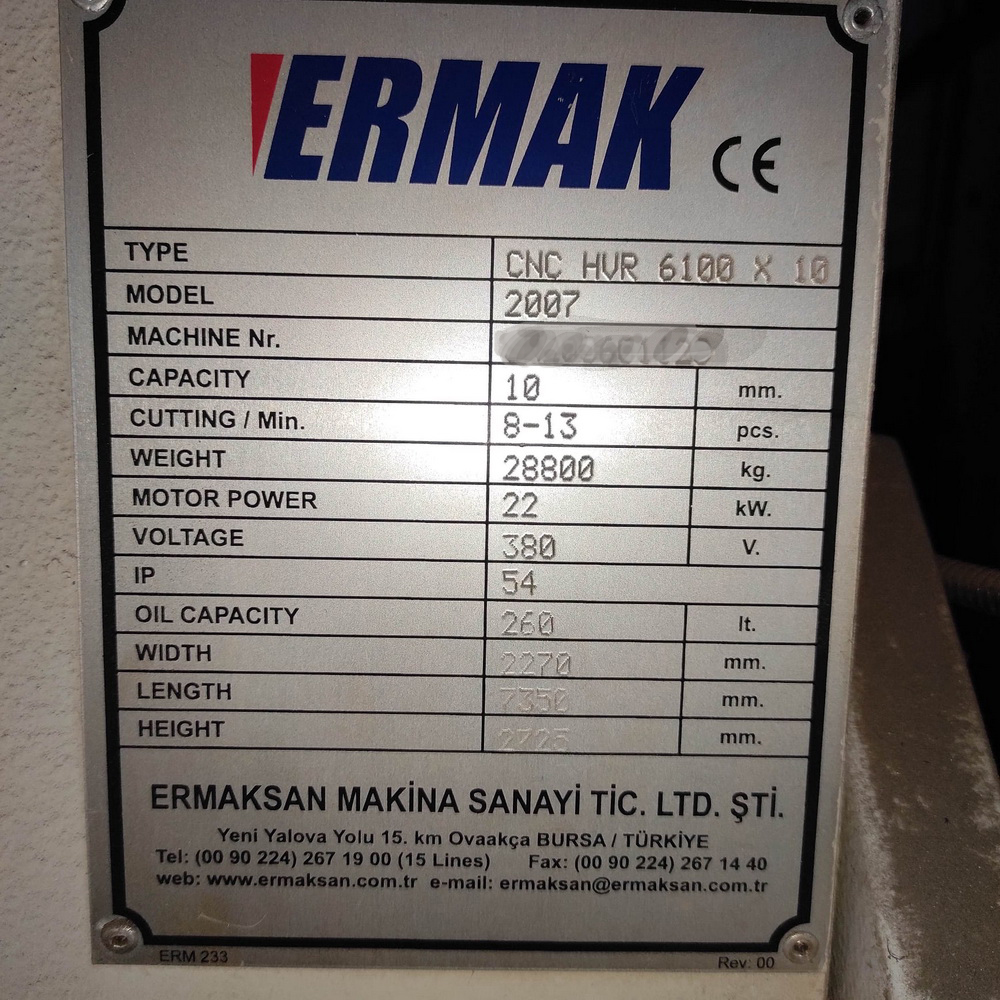 ERMAK CE
TYPE CNC HVR 6100 X 10
MODEL 2007
MACHINE Nr.
CAPACITY 10 mm.
CUTTING / Min. 8-13 pcs.
WEIGHT 28800 kg.
MOTOR POWER 22 kW.
VOLTAGE 380 V.
IP 54
OIL CAPACITY 260 lt.
WIDTH 2270 mm.
LENGTH 7350 mm.
HEIGHT 2725 mm.
ERMAKSAN MAKİNA SANAYİ TİC. LTD. ŞTİ.
Yeni Yalova Yolu 15. km Ovaakça BURSA / TÜRKİYE
Tel: (00 90 224) 267 19 00 (15 Lines) Fax: (00 90 224) 267 14 40
web: www.ermaksan.com.tr e-mail: ermaksan@ermaksan.com.tr
ERM 233 Rev: 00